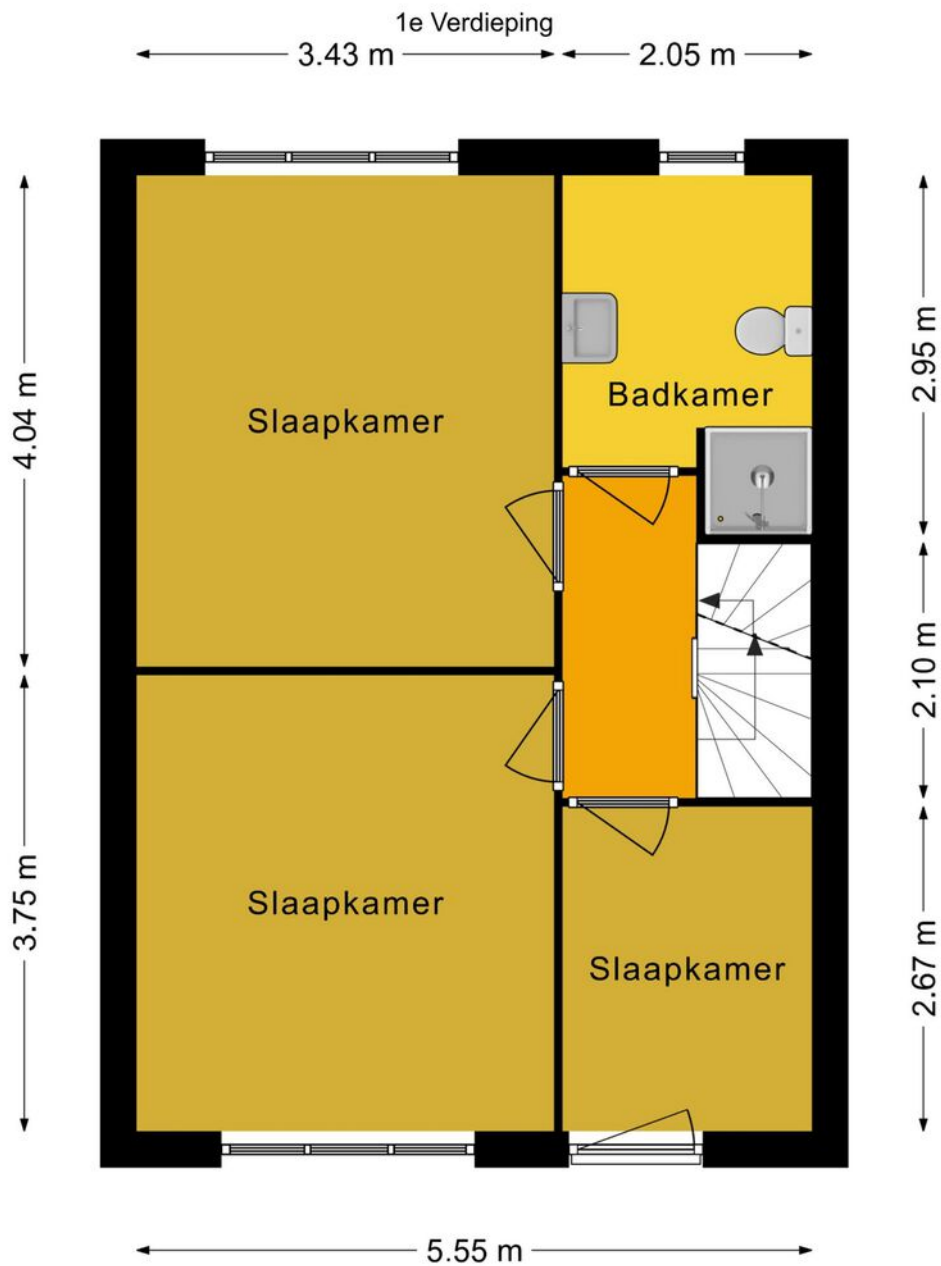 1e Verdieping
3.43 m
2.05 m
4.04 m
2.95 m
Badkamer
Slaapkamer
2.10 m
3.75 m
Slaapkamer
Slaapkamer
2.67 m
5.55 m